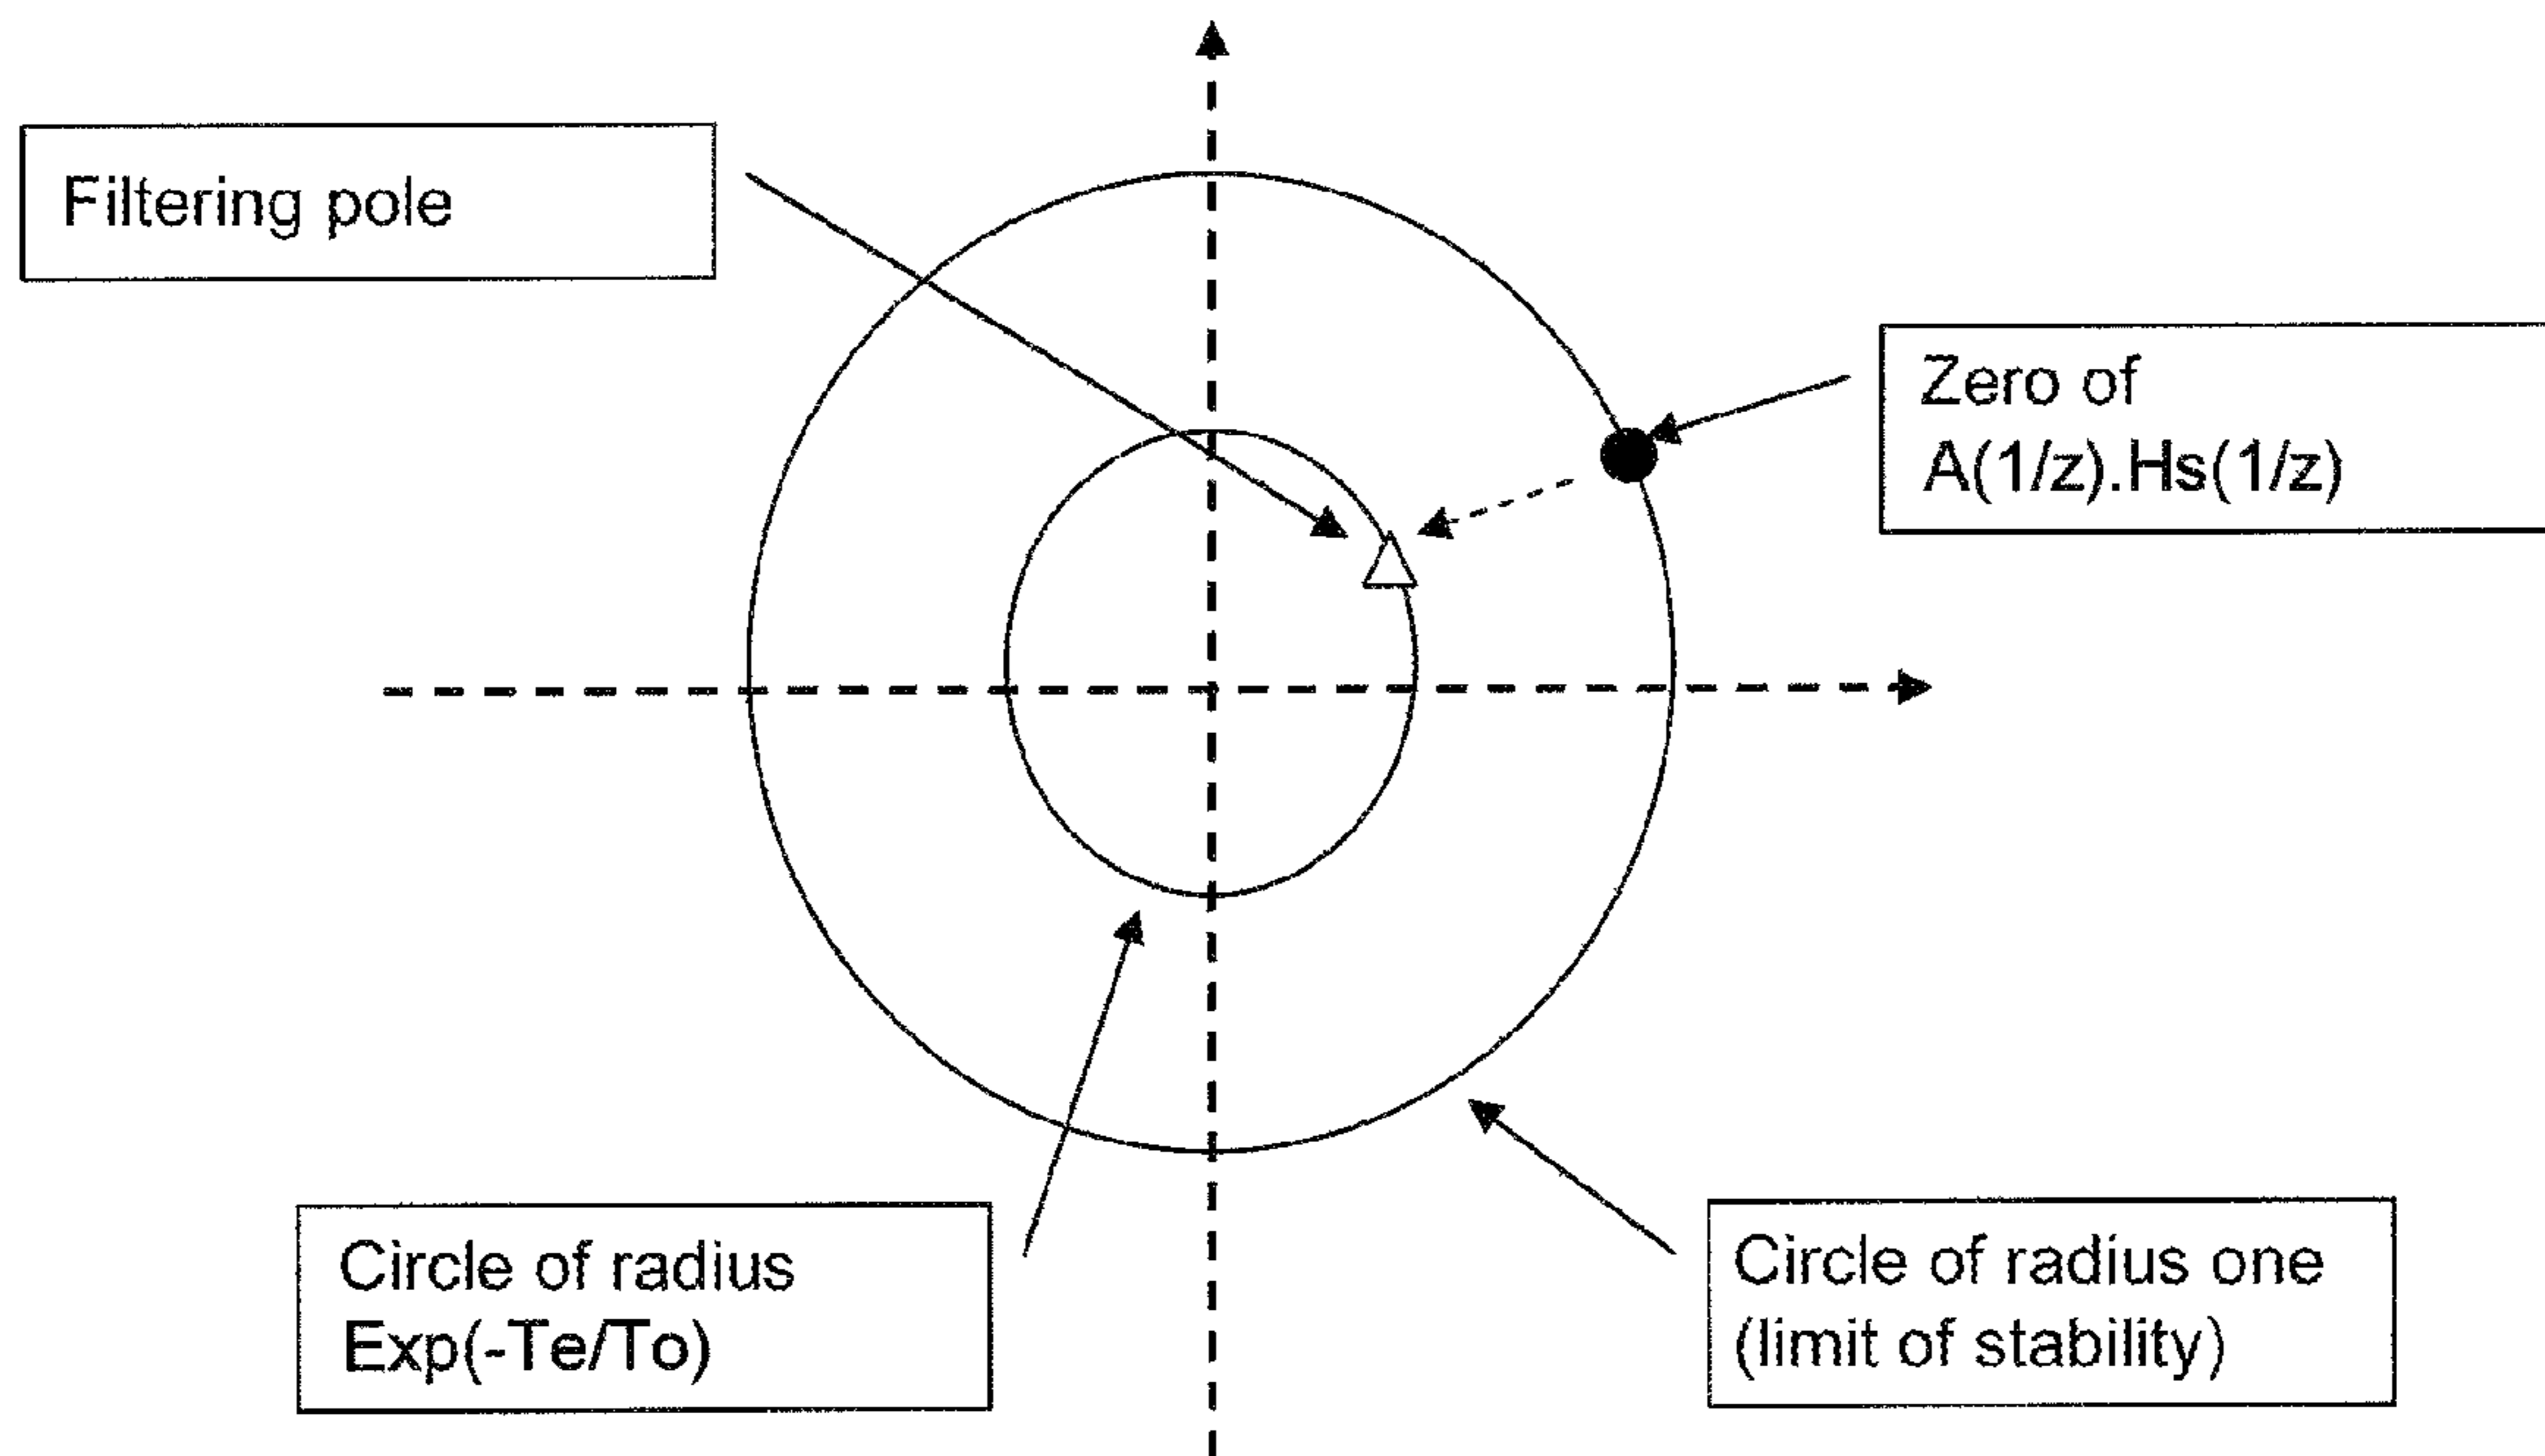 Filtering pole
Zero of
A(1/z).Hs(1/z)
Circle of radius
Exp(-Te/To)
Circle of radius one
(limit of stability)